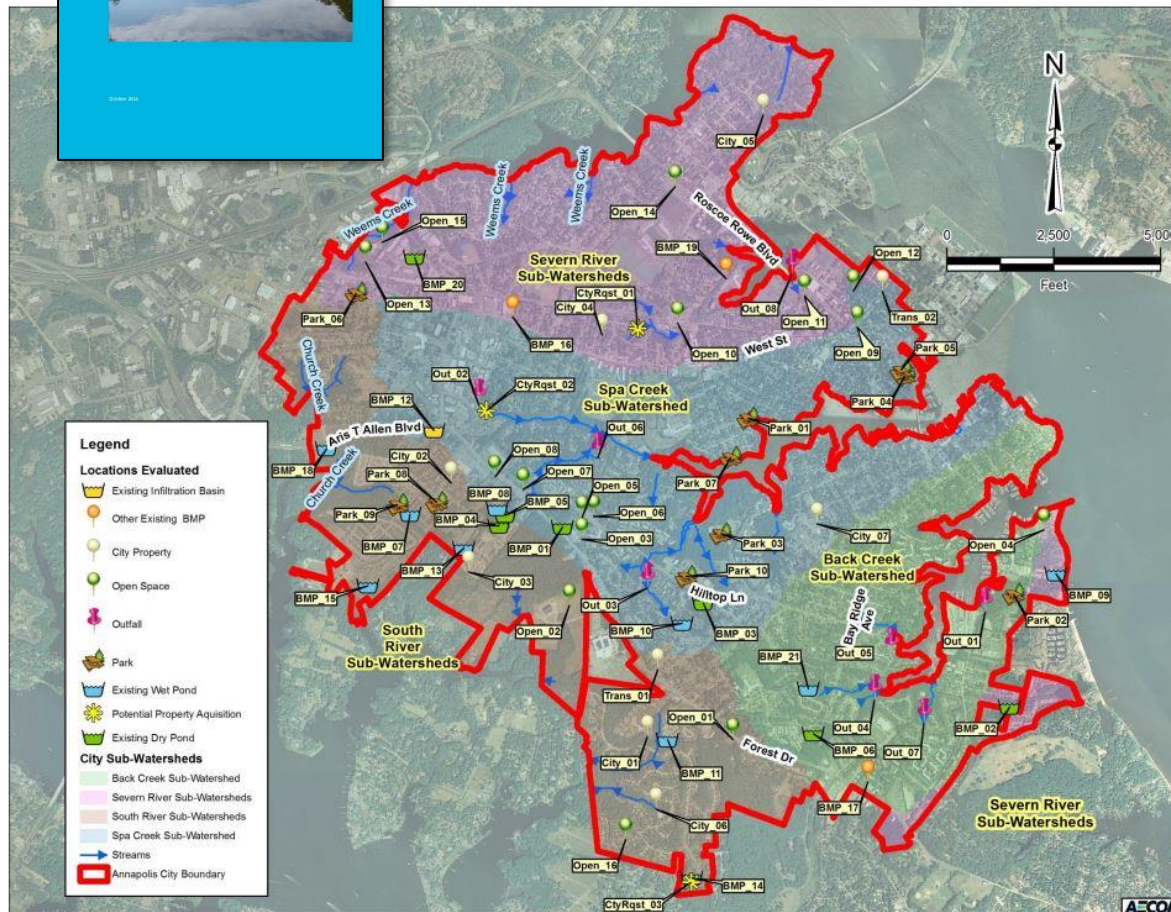 October 2016
N
0 2,500 5,000
Feet
City_05
Weems Creek
Weems Creek
Weems Creek
Open_15
Open_14
Roscoe Rowe Blvd
BMP_19
Open_12
BMP_20
Severn River
Sub-Watersheds
CtyRqst_01
City_04
Open_13
Park_06
Out_08
Open_11
Trans_02
BMP_16
Open_10
West St
Open_09
Park_05
Church Creek
Out_02
CtyRqst_02
Spa Creek
Sub-Watershed
Park_04
BMP_12
Out_06
Park_01
Aris T Allen Blvd
City_02
Open_08
BMP_18
Church Creek
Park_08
Open_07
Park_07
BMP_08
BMP_05
Open_05
Park_09
BMP_04
Open_06
BMP_07
BMP_01
Open_03
Park_03
City_07
Open_04
BMP_13
City_03
Back Creek
Sub-Watershed
Park_10
BMP_15
Hilltop Ln
BMP_09
Open_02
Out_03
Bay Ridge
Ave
Park_02
South
River
Sub-Watersheds
BMP_10
BMP_03
Out_05
Out_01
BMP_21
Trans_01
Open_01
Out_04
BMP_02
Forest Dr
BMP_06
Out_07
City_01
BMP_11
BMP_17
Severn River
Sub-Watersheds
City_06
Open_16
BMP_14
CtyRqst_03
Legend
Locations Evaluated
Existing Infiltration Basin
Other Existing BMP
City Property
Open Space
Outfall
Park
Existing Wet Pond
Potential Property Aquisition
Existing Dry Pond
City Sub-Watersheds
Back Creek Sub-Watershed
Severn River Sub-Watersheds
South River Sub-Watersheds
Spa Creek Sub-Watershed
Streams
Annapolis City Boundary